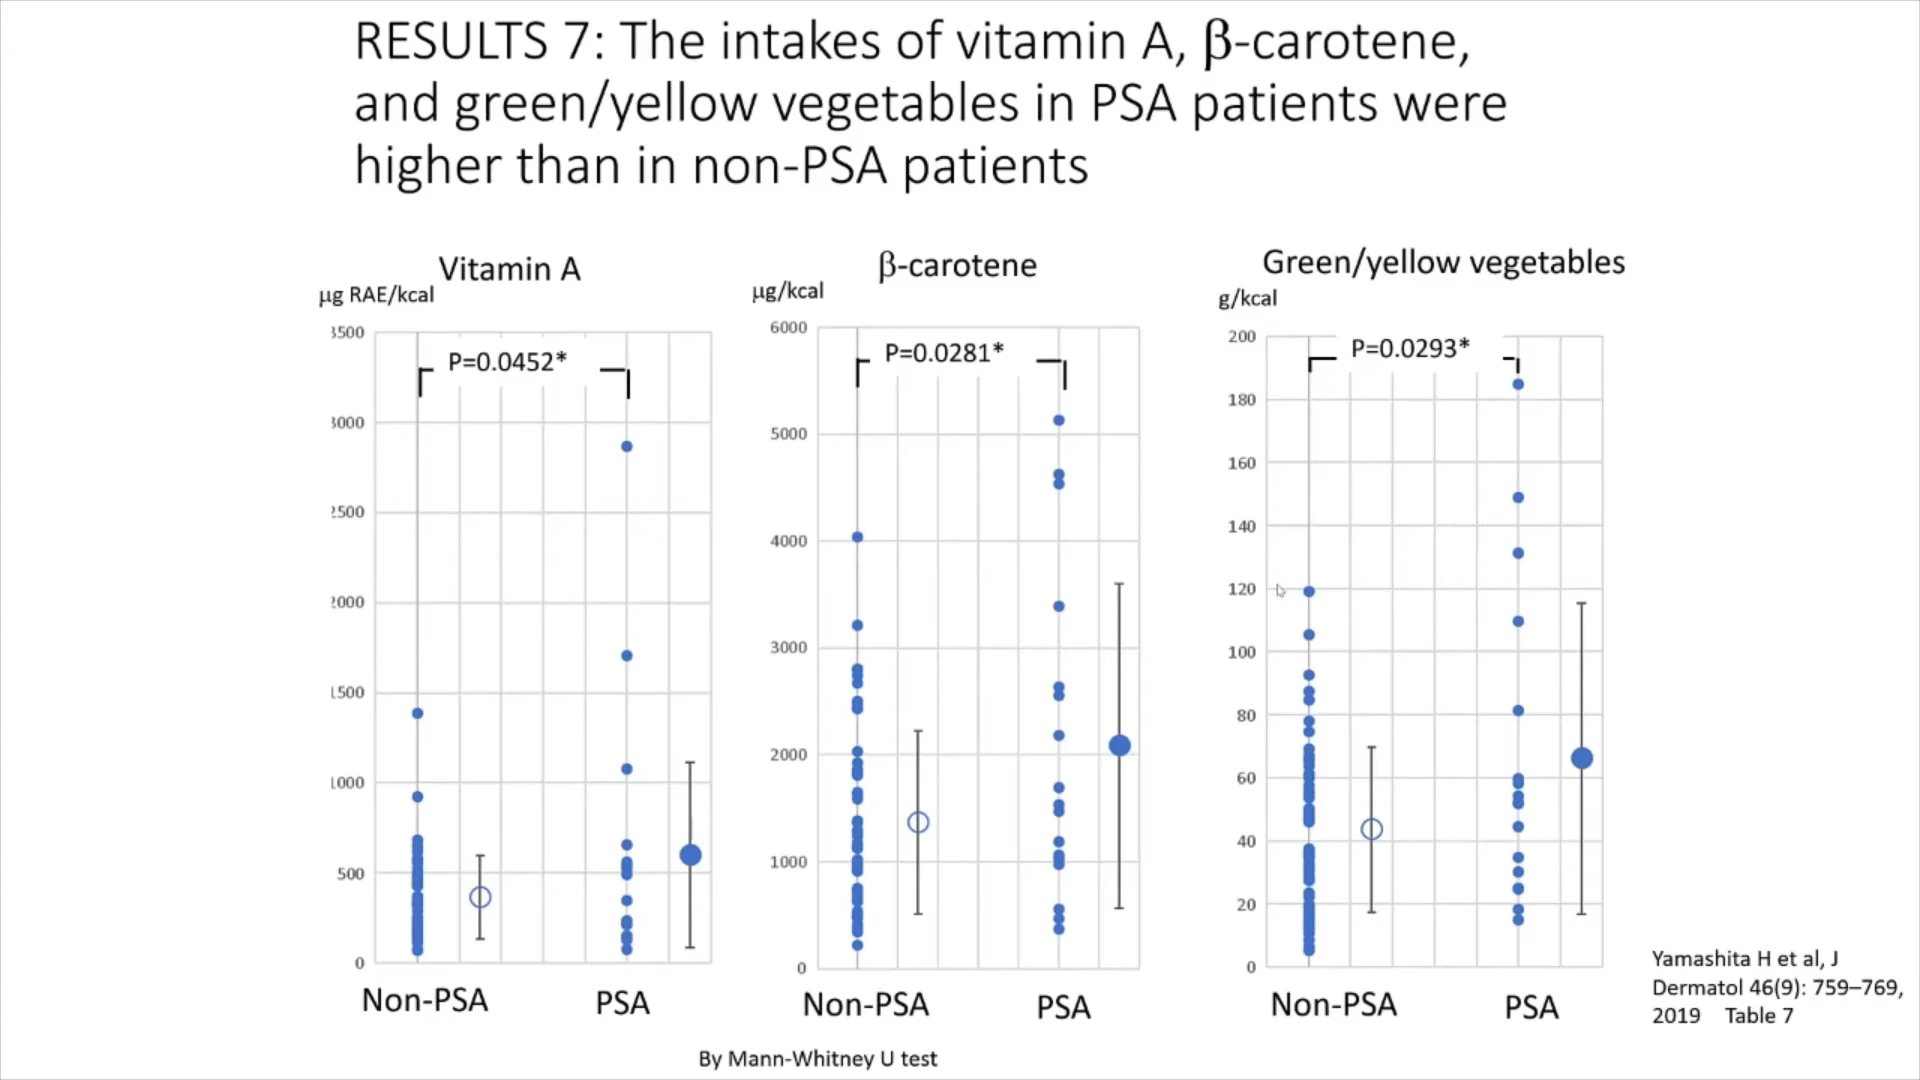 RESULTS 7: The intakes of vitamin A, β-carotene,
and green/yellow vegetables in PSA patients were
higher than in non-PSA patients
Vitamin A
μg RAE/kcal
3500
3000
2500
2000
1500
1000
500
0
P=0.0452*
Non-PSA
PSA
β-carotene
μg/kcal
6000
5000
4000
3000
2000
1000
0
P=0.0281*
Non-PSA
PSA
Green/yellow vegetables
g/kcal
200
180
160
140
120
100
80
60
40
20
0
P=0.0293*
Non-PSA
PSA
By Mann-Whitney U test
Yamashita H et al, J
Dermatol 46(9): 759–769,
2019 Table 7